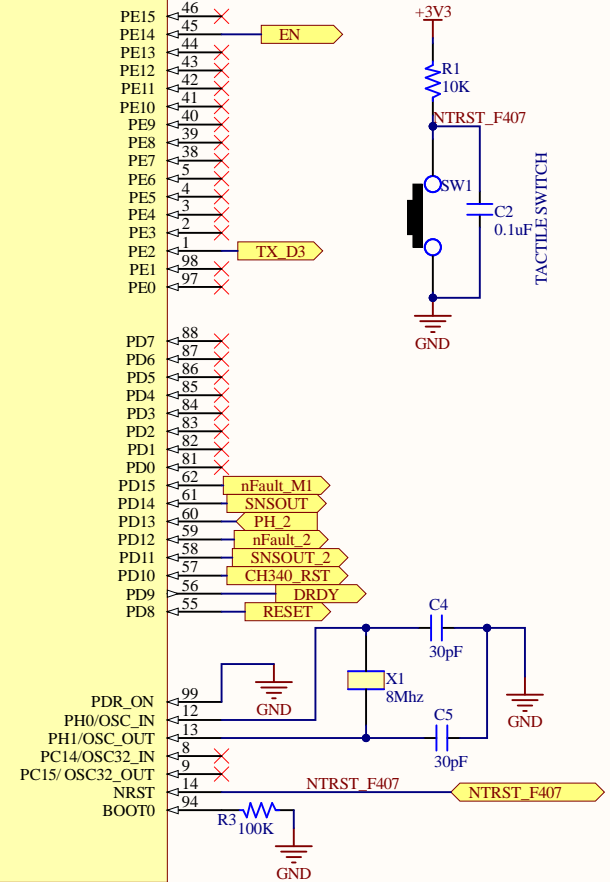 PE15 46
PE14 45 EN
PE13 44
PE12 43
PE11 42
PE10 41
PE9 40
PE8 39
PE7 38
PE6 5
PE5 4
PE4 3
PE3 2
PE2 1 TX_D3
PE1 98
PE0 97
+3V3
R1
10K
NTRST_F407
SW1
C2
0.1uF
TACTILE SWITCH
GND
PD7 88
PD6 87
PD5 86
PD4 85
PD3 84
PD2 83
PD1 82
PD0 81
PD15 62 nFault_M1
PD14 61 SNSOUT
PD13 60 PH_2
PD12 59 nFault_2
PD11 58 SNSOUT_2
PD10 57 CH340_RST
PD9 56 DRDY
PD8 55 RESET
C4
30pF
X1
8Mhz
C5
30pF
GND
GND
PDR_ON 99
PH0/OSC_IN 12
PH1/OSC_OUT 13
PC14/OSC32_IN 8
PC15/ OSC32_OUT 9
NRST 14 NTRST_F407 NTRST_F407
BOOT0 94
R3 100K
GND